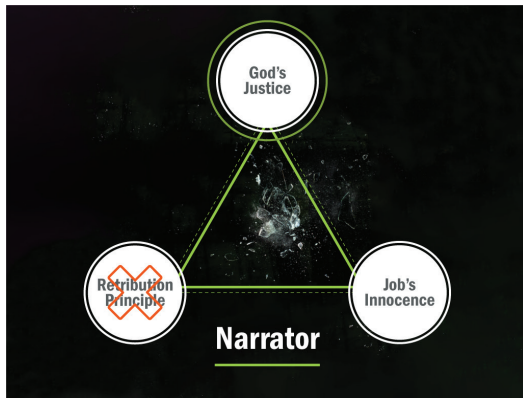 God's
Justice
Retribution
Principle
Job's
Innocence
Narrator